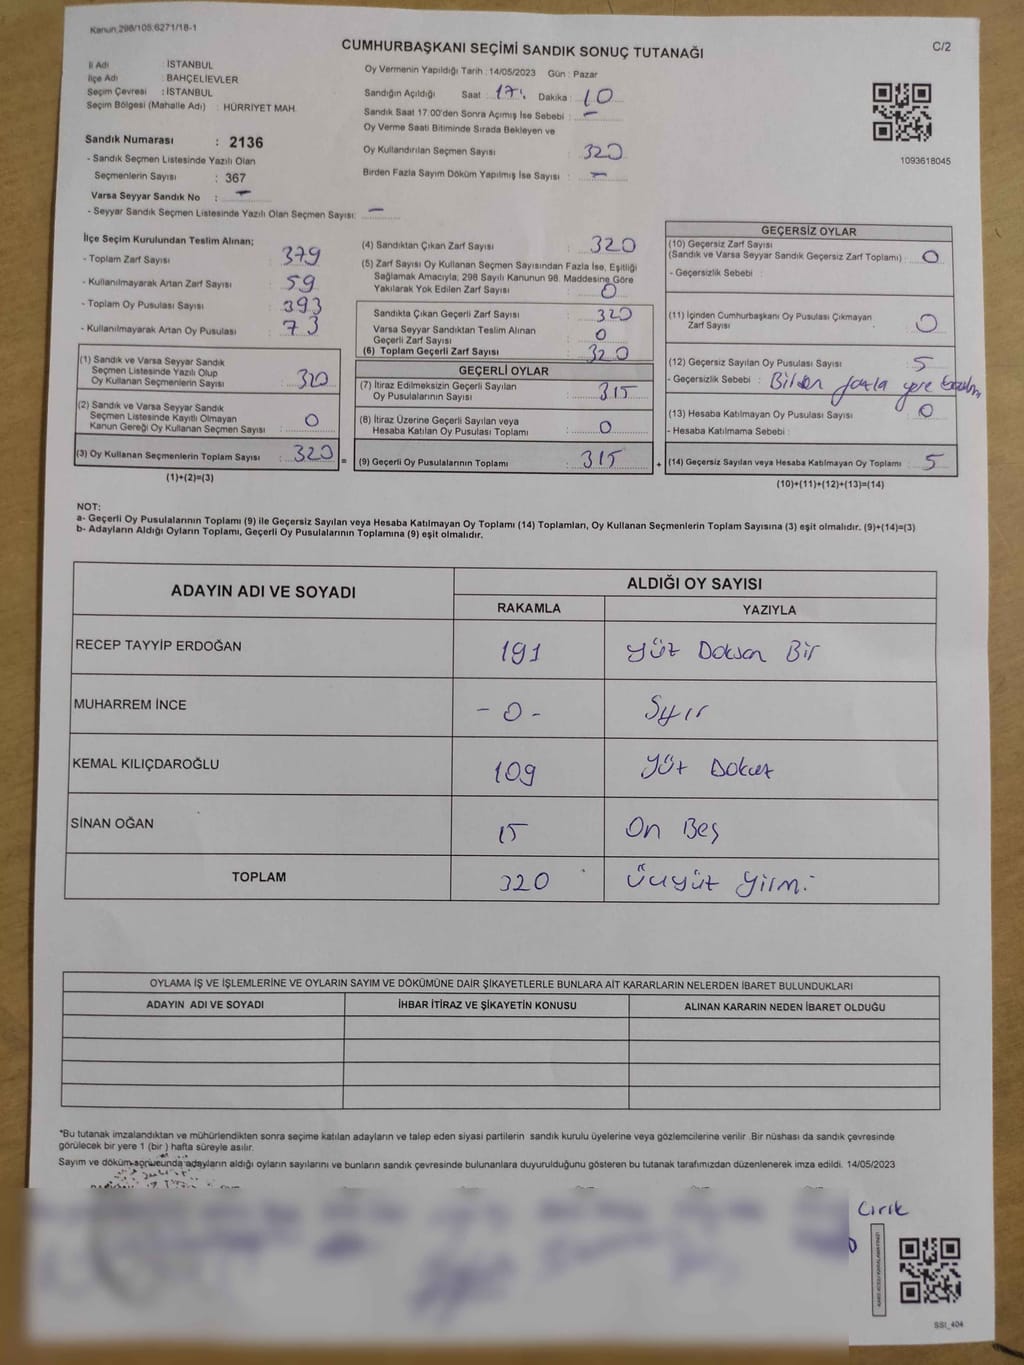 Kanun.298/105.6271/18-1
CUMHURBAŞKANI SEÇİMİ SANDIK SONUÇ TUTANAĞI
C/2
İl Adı : İSTANBUL
İlçe Adı : BAHÇELİEVLER
Seçim Çevresi : İSTANBUL
Seçim Bölgesi (Mahalle Adı) : HÜRRİYET MAH.
Sandık Numarası : 2136
- Sandık Seçmen Listesinde Yazılı Olan
Seçmenlerin Sayısı : 367
Varsa Seyyar Sandık No : -
- Seyyar Sandık Seçmen Listesinde Yazılı Olan Seçmen Sayısı: -
Oy Vermenin Yapıldığı Tarih : 14/05/2023 Gün : Pazar
Sandığın Açıldığı Saat : 17. Dakika : 10
Sandık Saat 17:00'den Sonra Açımış İse Sebebi : -
Oy Verme Saati Bitiminde Sırada Bekleyen ve
Oy Kullandırılan Seçmen Sayısı : 320
Birden Fazla Sayım Döküm Yapılmış İse Sayısı : -
1093618045
İlçe Seçim Kurulundan Teslim Alınan;
- Toplam Zarf Sayısı : 379
- Kullanılmayarak Artan Zarf Sayısı : 59
- Toplam Oy Pusulası Sayısı : 393
- Kullanılmayarak Artan Oy Pusulası : 73
(1) Sandık ve Varsa Seyyar Sandık
Seçmen Listesinde Yazılı Olup
Oy Kullanan Seçmenlerin Sayısı : 320
(2) Sandık ve Varsa Seyyar Sandık
Seçmen Listesinde Kayıtlı Olmayan
Kanun Gereği Oy Kullanan Seçmen Sayısı : 0
(3) Oy Kullanan Seçmenlerin Toplam Sayısı : 320 =
(1)+(2)=(3)
(4) Sandıktan Çıkan Zarf Sayısı : 320
(5) Zarf Sayısı Oy Kullanan Seçmen Sayısından Fazla İse, Eşitliği
Sağlamak Amacıyla, 298 Sayılı Kanunun 98. Maddesine Göre
Yakılarak Yok Edilen Zarf Sayısı : 0
Sandıkta Çıkan Geçerli Zarf Sayısı : 320
Varsa Seyyar Sandıktan Teslim Alınan
Geçerli Zarf Sayısı : 0
(6) Toplam Geçerli Zarf Sayısı : 320
GEÇERLİ OYLAR
(7) İtiraz Edilmeksizin Geçerli Sayılan
Oy Pusulalarının Sayısı : 315
(8) İtiraz Üzerine Geçerli Sayılan veya
Hesaba Katılan Oy Pusulası Toplamı : 0
(9) Geçerli Oy Pusulalarının Toplamı : 315 +
GEÇERSİZ OYLAR
(10) Geçersiz Zarf Sayısı
(Sandık ve Varsa Seyyar Sandık Geçersiz Zarf Toplamı) : 0
- Geçersizlik Sebebi :
(11) İçinden Cumhurbaşkanı Oy Pusulası Çıkmayan
Zarf Sayısı : 0
(12) Geçersiz Sayılan Oy Pusulası Sayısı : 5
- Geçersizlik Sebebi : fazla yere
(13) Hesaba Katılmayan Oy Pusulası Sayısı : 0
- Hesaba Katılmama Sebebi :
(14) Geçersiz Sayılan veya Hesaba Katılmayan Oy Toplamı : 5
(10)+(11)+(12)+(13)=(14)
NOT:
a- Geçerli Oy Pusulalarının Toplamı (9) ile Geçersiz Sayılan veya Hesaba Katılmayan Oy Toplamı (14) Toplamları, Oy Kullanan Seçmenlerin Toplam Sayısına (3) eşit olmalıdır. (9)+(14)=(3)
b- Adayların Aldığı Oyların Toplamı, Geçerli Oy Pusulalarının Toplamına (9) eşit olmalıdır.
ADAYIN ADI VE SOYADI ALDIĞI OY SAYISI
RAKAMLA YAZIYLA
RECEP TAYYİP ERDOĞAN 191 Yüz Doksan Bir
MUHARREM İNCE - 0 - Sıfır
KEMAL KILIÇDAROĞLU 109 Yüz Dokuz
SİNAN OĞAN 15 On Beş
TOPLAM 320 Üçyüz Yirmi
OYLAMA İŞ VE İŞLEMLERİNE VE OYLARIN SAYIM VE DÖKÜMÜNE DAİR ŞİKAYETLERLE BUNLARA AİT KARARLARIN NELERDEN İBARET BULUNDUKLARI
ADAYIN ADI VE SOYADI İHBAR İTİRAZ VE ŞİKAYETİN KONUSU ALINAN KARARIN NEDEN İBARET OLDUĞU
*Bu tutanak imzalandıktan ve mühürlendikten sonra seçime katılan adayların ve talep eden siyasi partilerin sandık kurulu üyelerine veya gözlemcilerine verilir .Bir nüshası da sandık çevresinde
görülecek bir yere 1 (bir) hafta süreyle asılır.
Sayım ve döküm sonucunda adayların aldığı oyların sayılarını ve bunların sandık çevresinde bulunanlara duyurulduğunu gösteren bu tutanak tarafımızdan düzenlenerek imza edildi. 14/05/2023
Cırık
SSI_404